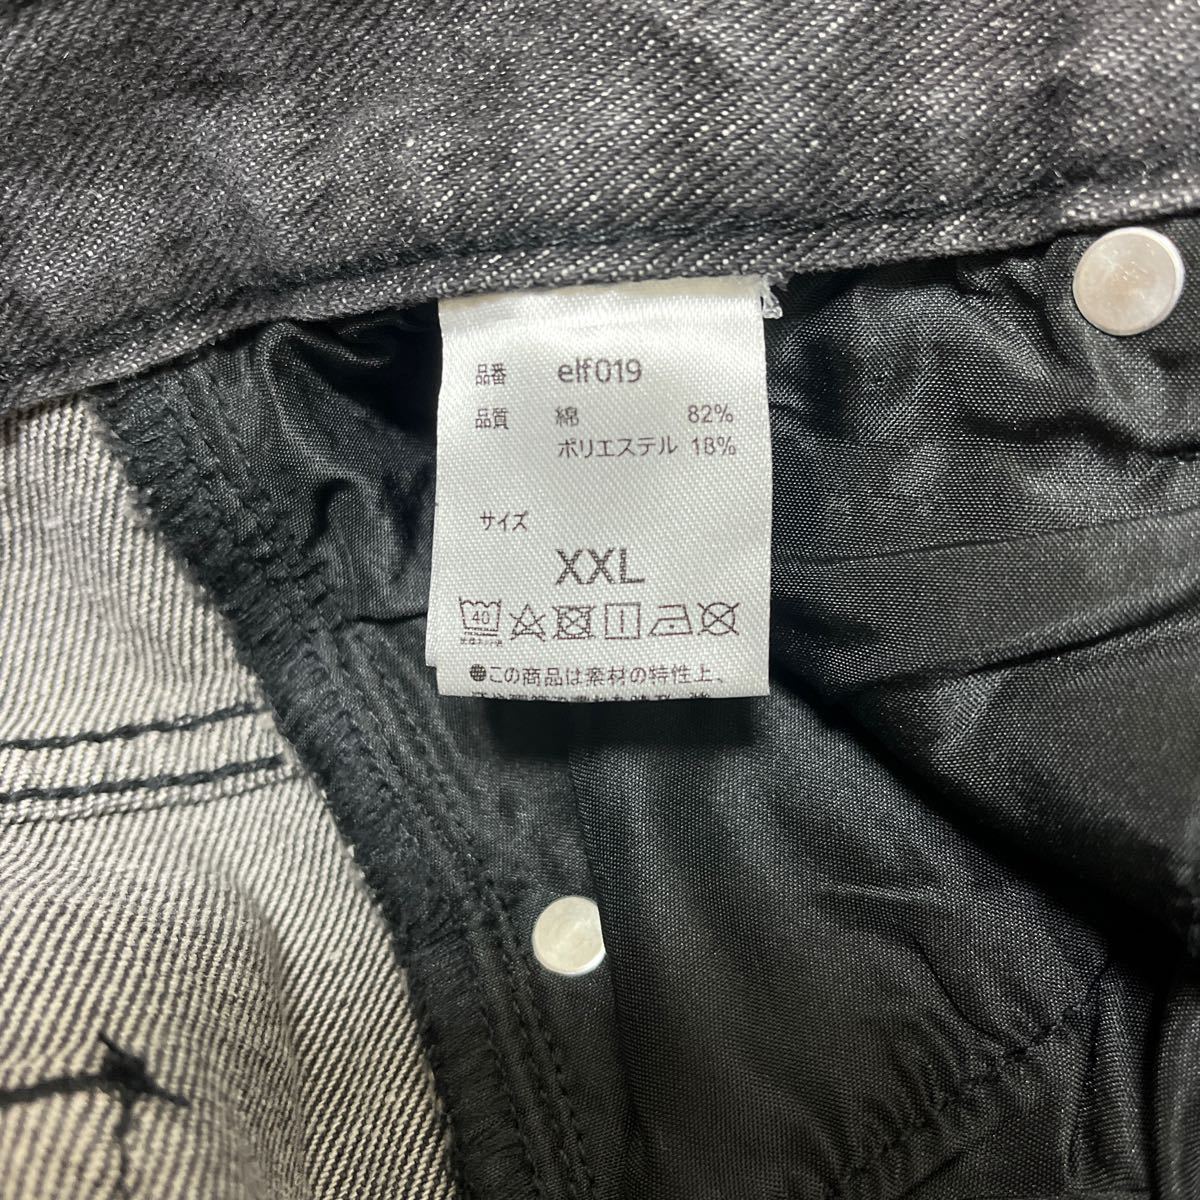 品番 elf019
品質 綿 82%
ポリエステル 18%
サイズ
XXL
40
●この商品は素材の特性上、